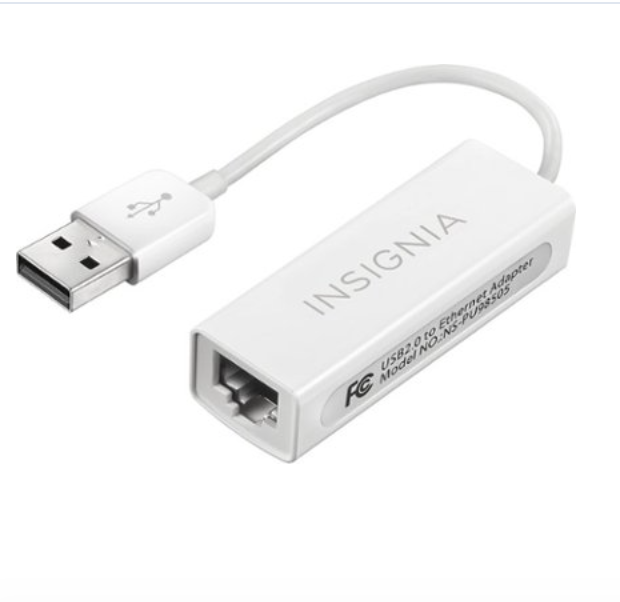 INSIGNIA
FC
USB2.0 to Ethernet Adapter
Model NO.:NS-PU98505